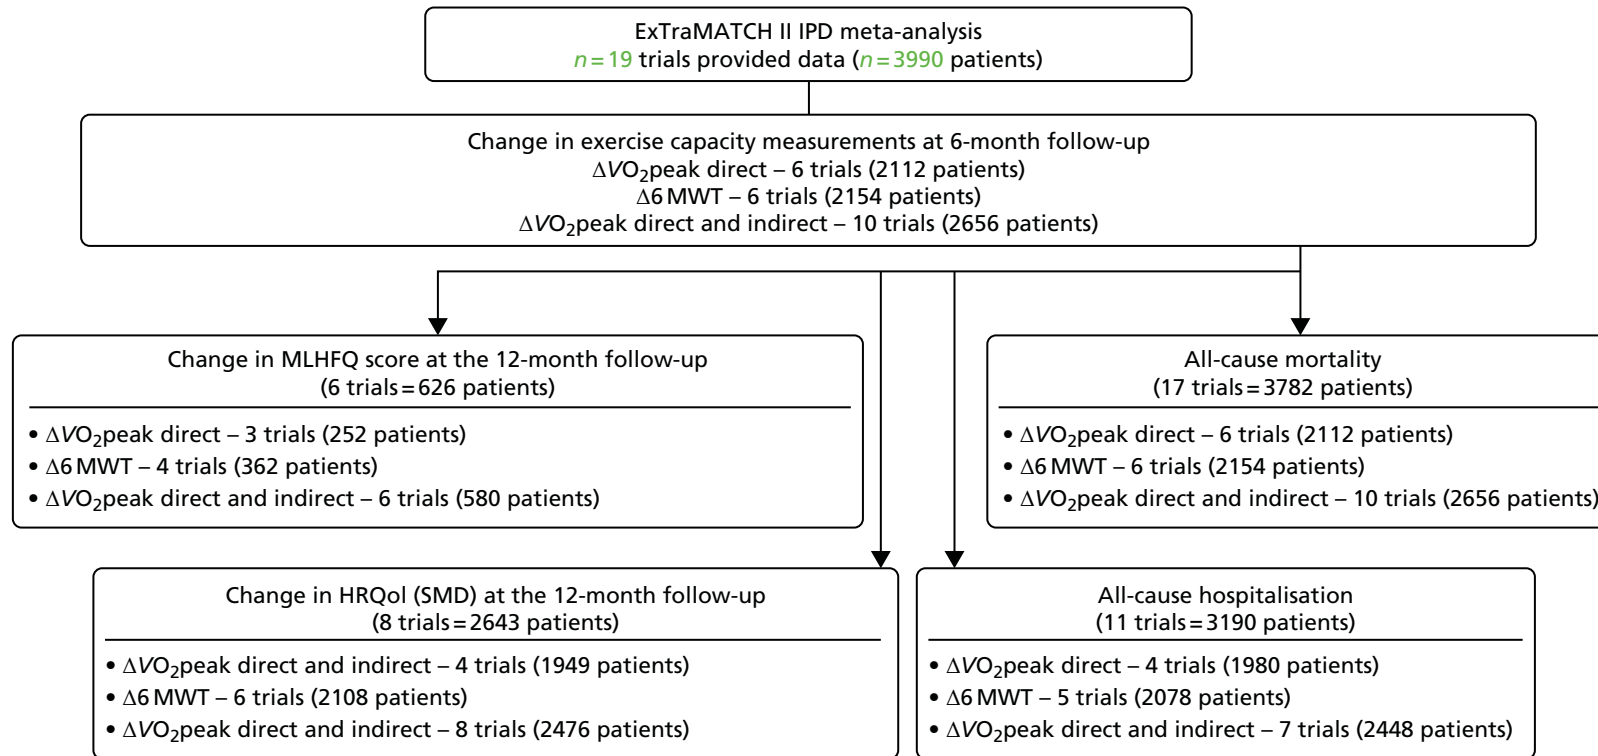 ExTraMATCH II IPD meta-analysis
n=19 trials provided data (n=3990 patients)
Change in exercise capacity measurements at 6-month follow-up
ΔVO₂peak direct – 6 trials (2112 patients)
Δ6 MWT – 6 trials (2154 patients)
ΔVO₂peak direct and indirect – 10 trials (2656 patients)
Change in MLHFQ score at the 12-month follow-up
(6 trials=626 patients)
• ΔVO₂peak direct – 3 trials (252 patients)
• Δ6 MWT – 4 trials (362 patients)
• ΔVO₂peak direct and indirect – 6 trials (580 patients)
All-cause mortality
(17 trials=3782 patients)
• ΔVO₂peak direct – 6 trials (2112 patients)
• Δ6 MWT – 6 trials (2154 patients)
• ΔVO₂peak direct and indirect – 10 trials (2656 patients)
Change in HRQol (SMD) at the 12-month follow-up
(8 trials=2643 patients)
• ΔVO₂peak direct and indirect – 4 trials (1949 patients)
• Δ6 MWT – 6 trials (2108 patients)
• ΔVO₂peak direct and indirect – 8 trials (2476 patients)
All-cause hospitalisation
(11 trials=3190 patients)
• ΔVO₂peak direct – 4 trials (1980 patients)
• Δ6 MWT – 5 trials (2078 patients)
• ΔVO₂peak direct and indirect – 7 trials (2448 patients)